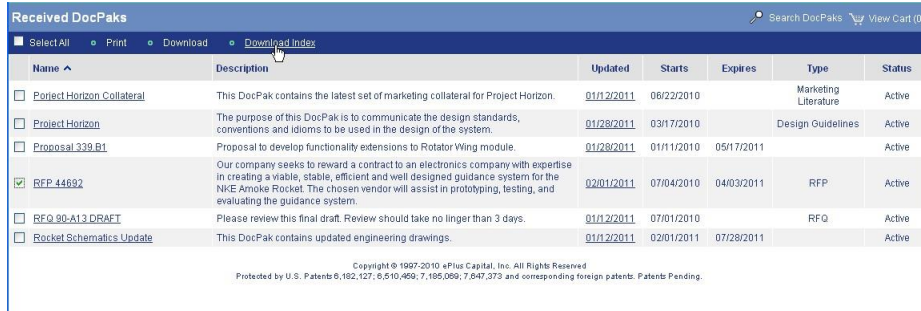 Received DocPaks Search DocPaks View Cart (0
Select All Print Download Download Index
Name Description Updated Starts Expires Type Status
Porject Horizon Collateral This DocPak contains the latest set of marketing collateral for Project Horizon. 01/12/2011 06/22/2010 Marketing Literature Active
Project Horizon The purpose of this DocPak is to communicate the design standards,
conventions and idioms to be used in the design of the system. 01/28/2011 03/17/2010 Design Guidelines Active
Proposal 339.B1 Proposal to develop functionality extensions to Rotator Wing module. 01/28/2011 01/11/2010 05/17/2011 Active
RFP 44692 Our company seeks to reward a contract to an electronics company with expertise
in creating a viable, stable, efficient and well designed guidance system for the
NKE Amoke Rocket. The chosen vendor will assist in prototyping, testing, and
evaluating the guidance system. 02/01/2011 07/04/2010 04/03/2011 RFP Active
RFQ 90-A13 DRAFT Please review this final draft. Review should take no linger than 3 days. 01/12/2011 07/01/2010 RFQ Active
Rocket Schematics Update This DocPak contains updated engineering drawings. 01/12/2011 02/01/2011 07/28/2011 Active
Copyright © 1997-2010 ePlus Capital, Inc. All Rights Reserved
Protected by U.S. Patents 6,182,127; 6,510,459; 7,185,069; 7,647,373 and corresponding foreign patents. Patents Pending.